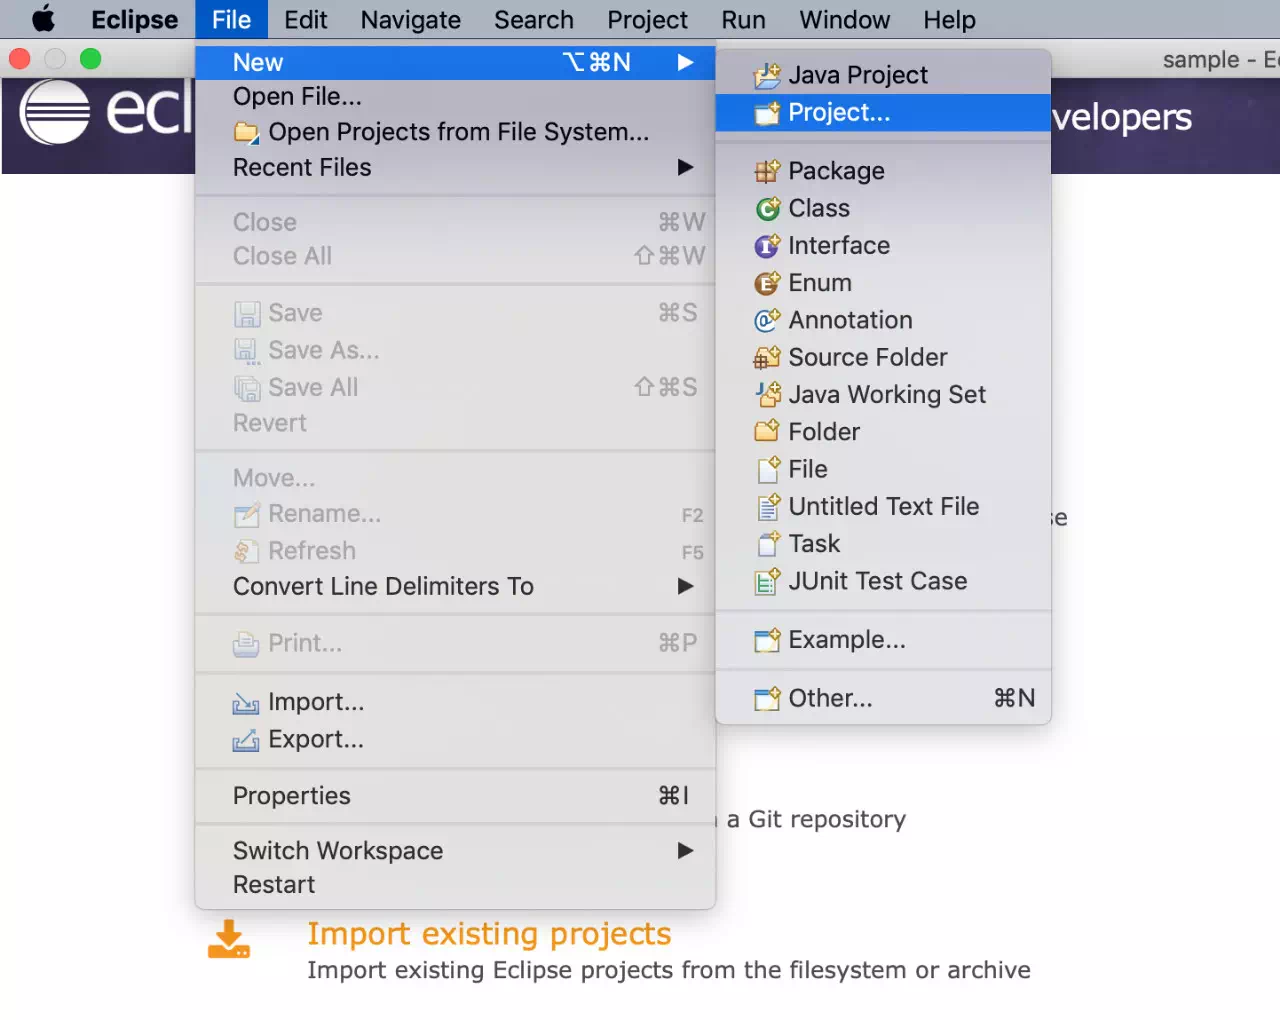 Eclipse File Edit Navigate Search Project Run Window Help
sample - Ec
ecl
velopers
New ⌥⌘N ▶
Open File...
Open Projects from File System...
Recent Files ▶
Close ⌘W
Close All ⇧⌘W
Save ⌘S
Save As...
Save All ⇧⌘S
Revert
Move...
Rename... F2
Refresh F5
Convert Line Delimiters To ▶
Print... ⌘P
Import...
Export...
Properties ⌘I
Switch Workspace ▶
Restart
Java Project
Project...
Package
Class
Interface
Enum
Annotation
Source Folder
Java Working Set
Folder
File
Untitled Text File
Task
JUnit Test Case
Example...
Other... ⌘N
se
a Git repository
Import existing projects
Import existing Eclipse projects from the filesystem or archive